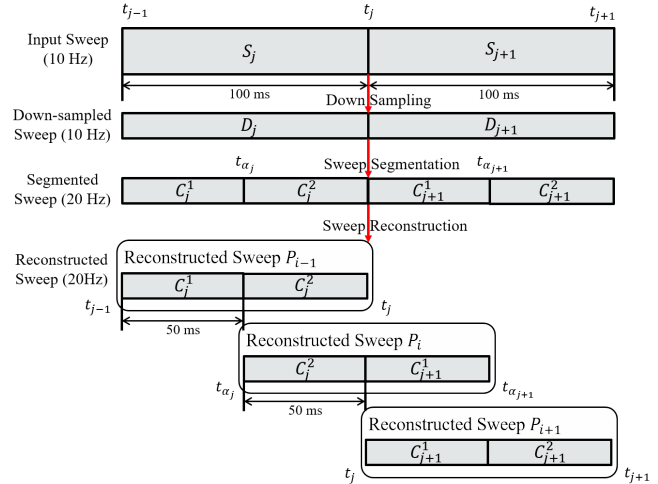 t_{j-1} t_j t_{j+1}
Input Sweep
(10 Hz)
S_j S_{j+1}
100 ms 100 ms
Down Sampling
Down-sampled
Sweep (10 Hz)
D_j D_{j+1}
t_{α_j} Sweep Segmentation t_{α_{j+1}}
Segmented
Sweep (20 Hz)
C_j^1 C_j^2 C_{j+1}^1 C_{j+1}^2
Sweep Reconstruction
Reconstructed
Sweep (20Hz)
Reconstructed Sweep P_{i-1}
C_j^1 C_j^2
t_{j-1} t_j
50 ms
Reconstructed Sweep P_i
C_j^2 C_{j+1}^1
t_{α_j} t_{α_{j+1}}
50 ms
Reconstructed Sweep P_{i+1}
C_{j+1}^1 C_{j+1}^2
t_j t_{j+1}